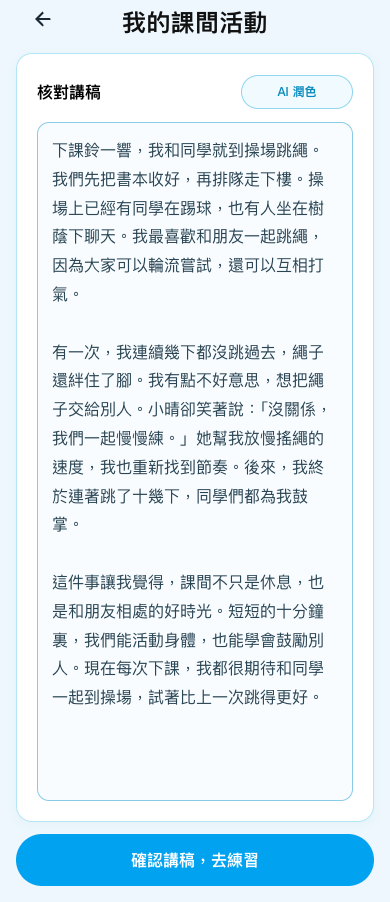 我的課間活動
核對講稿
AI 潤色
下課鈴一響，我和同學就到操場跳繩。
我們先把書本收好，再排隊走下樓。操
場上已經有同學在踢球，也有人坐在樹
蔭下聊天。我最喜歡和朋友一起跳繩，
因為大家可以輪流嘗試，還可以互相打
氣。
有一次，我連續幾下都沒跳過去，繩子
還絆住了腳。我有點不好意思，想把繩
子交給別人。小晴卻笑著說：「沒關係，
我們一起慢慢練。」她幫我放慢搖繩的
速度，我也重新找到節奏。後來，我終
於連著跳了十幾下，同學們都為我鼓
掌。
這件事讓我覺得，課間不只是休息，也
是和朋友相處的好時光。短短的十分鐘
裏，我們能活動身體，也能學會鼓勵別
人。現在每次下課，我都很期待和同學
一起到操場，試著比上一次跳得更好。
確認講稿，去練習